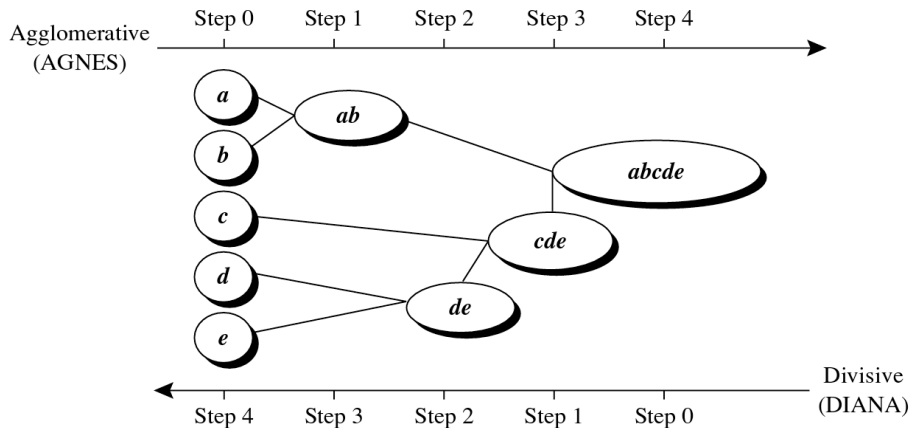 Step 0 Step 1 Step 2 Step 3 Step 4
Agglomerative
(AGNES)
a
ab
b
abcde
c
cde
d
de
e
Divisive
(DIANA)
Step 4 Step 3 Step 2 Step 1 Step 0